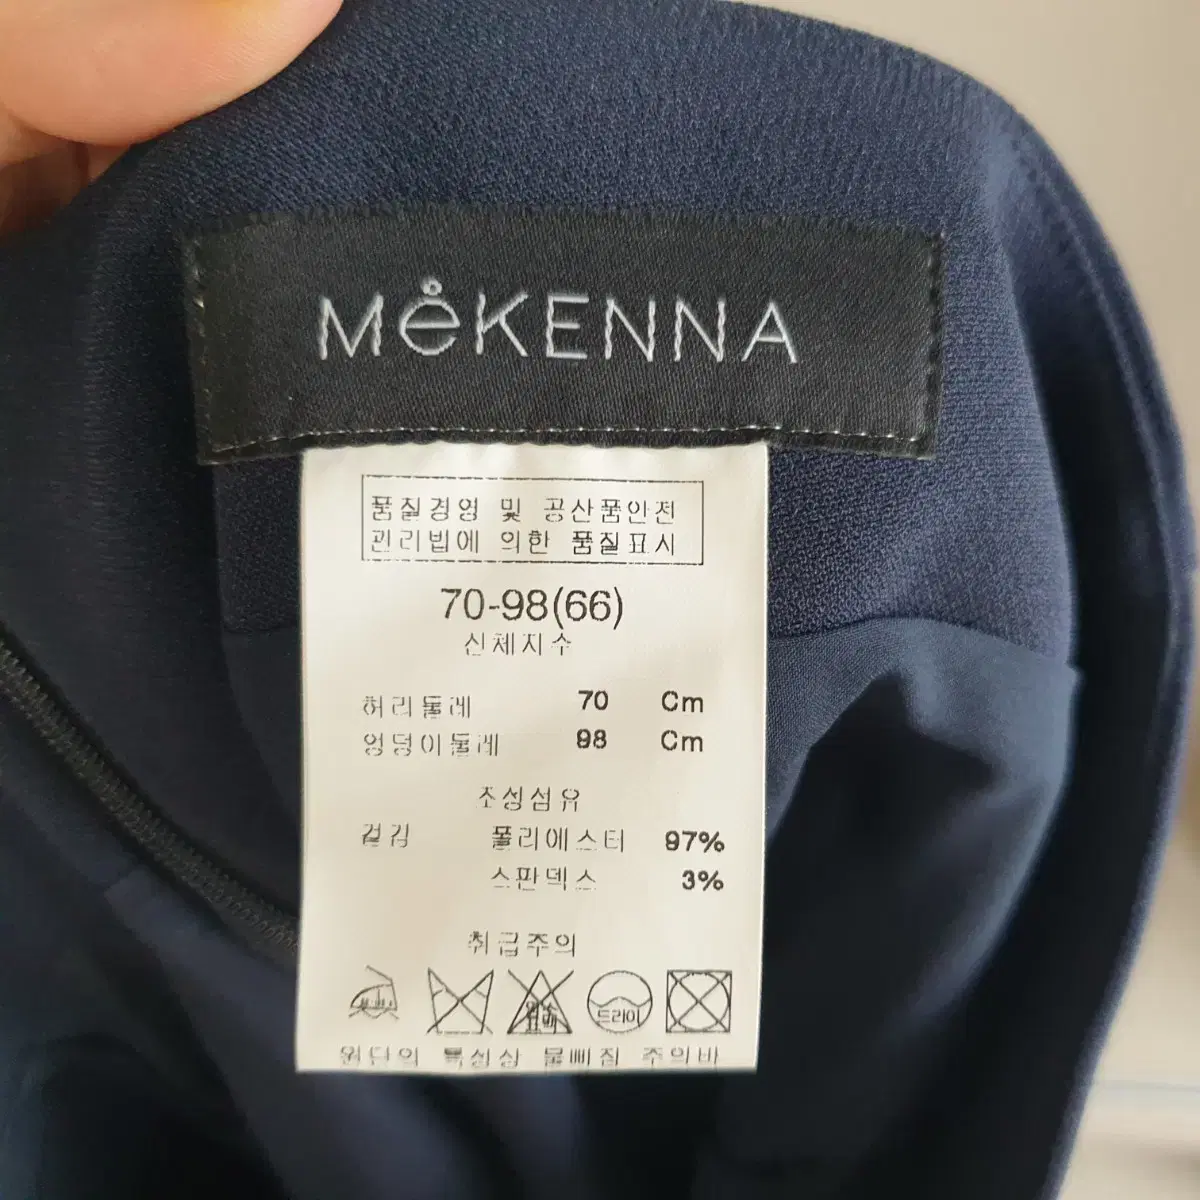 MėKENNA
품질경영 및 공산품안전
관리법에 의한 품질표시
70-98(66)
신체지수
허리둘레 70 Cm
엉덩이둘레 98 Cm
조성섬유
겉감 폴리에스터 97%
스판덱스 3%
취급주의
드라이
원단의 특성상 물빠짐 주의바